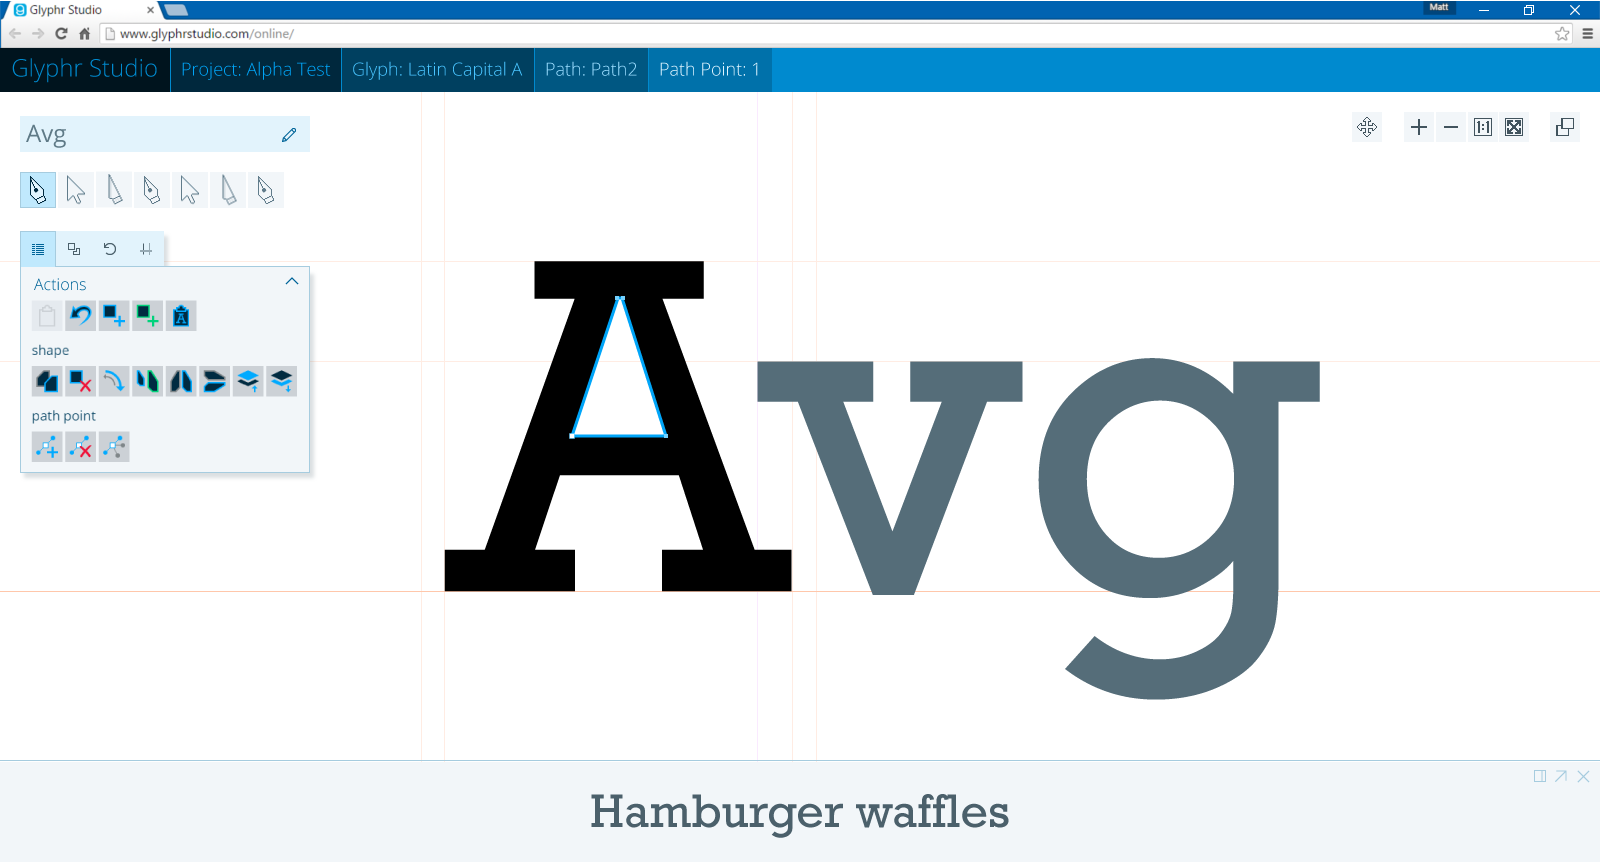 Glyphr Studio
Matt
www.glyphrstudio.com/online/
Glyphr Studio
Project: Alpha Test
Glyph: Latin Capital A
Path: Path2
Path Point: 1
Avg
1:1
Actions
A
shape
path point
Avg
Hamburger waffles